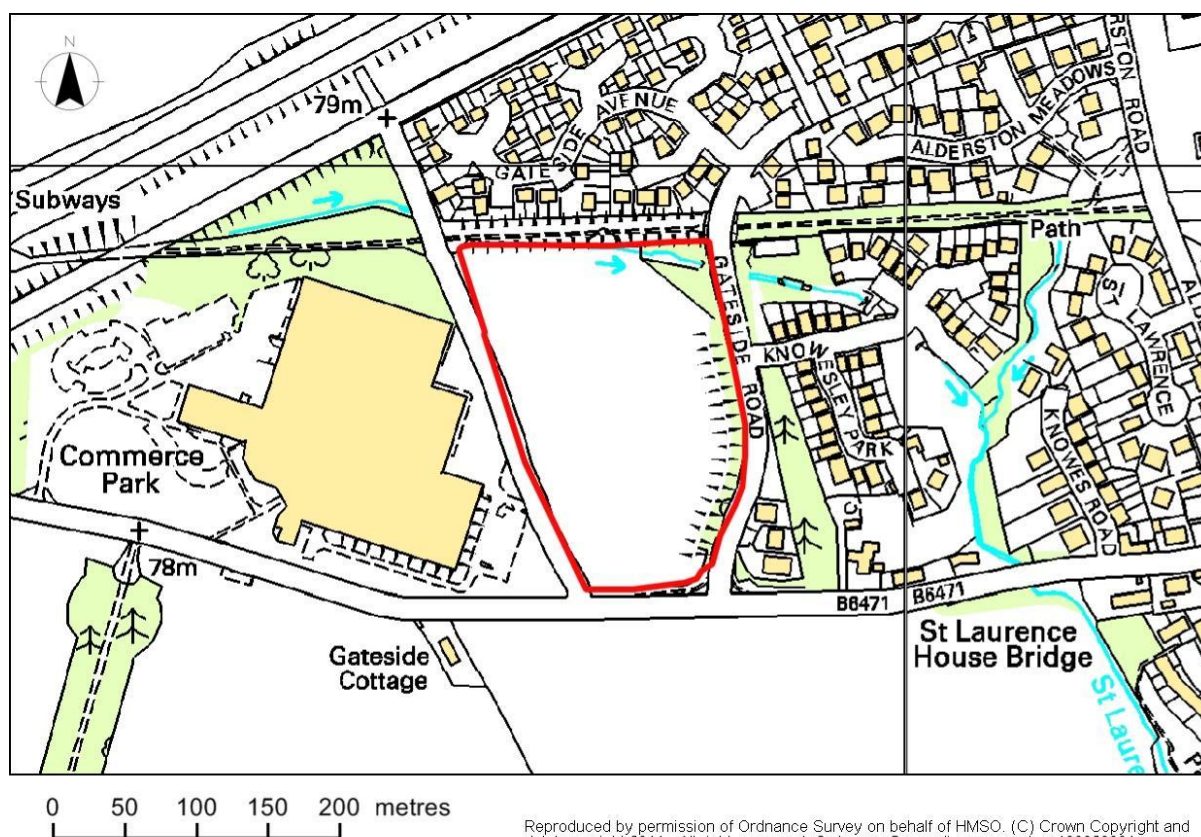 N
79m
GATESIDE AVENUE
ALDERSTON MEADOWS
RSTON ROAD
Subways
Path
GATESIDE ROAD
ST LAWRENCE
KNOWESLEY PARK
KNOWES ROAD
Commerce
Park
78m
B6471
B6471
St Laurence
House Bridge
Gateside
Cottage
St Laure
0 50 100 150 200 metres
Reproduced by permission of Ordnance Survey on behalf of HMSO. (C) Crown Copyright and